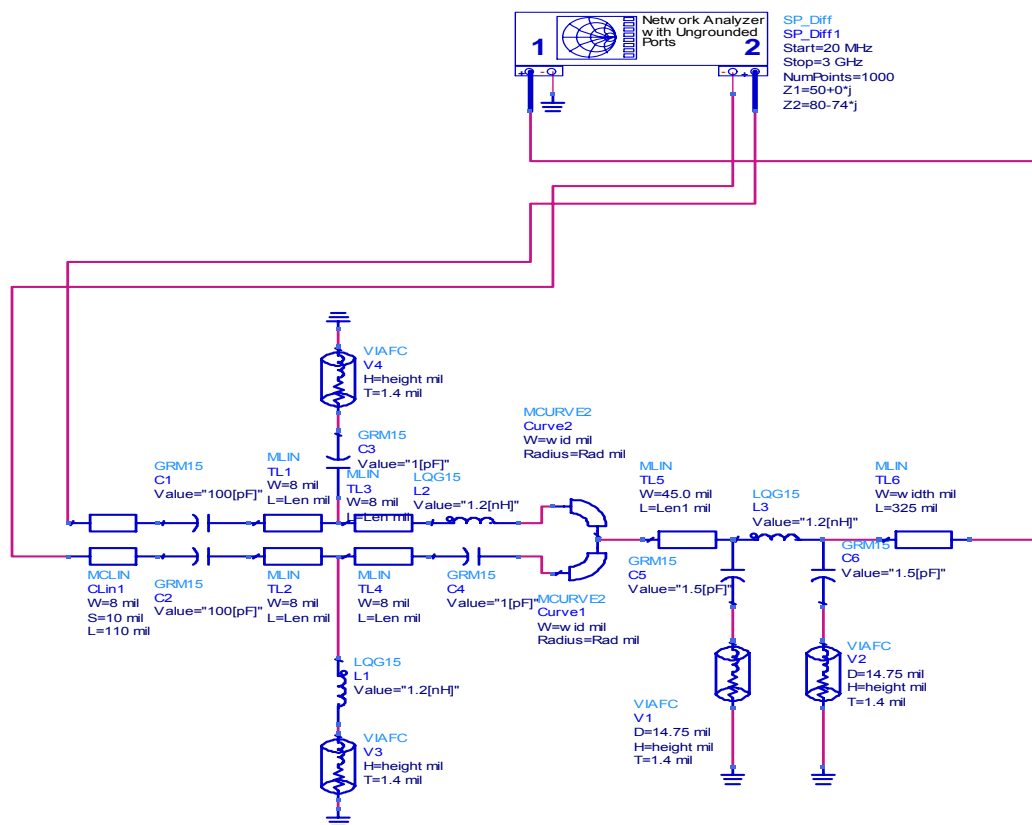 Network Analyzer
with Ungrounded
Ports
1
2
+
-
-
+
SP_Diff
SP_Diff1
Start=20 MHz
Stop=3 GHz
NumPoints=1000
Z1=50+0*j
Z2=80-74*j
VIAFC
V4
H=height mil
T=1.4 mil
GRM15
C3
Value="1[pF]"
MCURVE2
Curve2
W=wid mil
Radius=Rad mil
GRM15
C1
Value="100[pF]"
MLIN
TL1
W=8 mil
L=Len mil
MLIN
TL3
W=8 mil
L=Len mil
LQG15
L2
Value="1.2[nH]"
MLIN
TL5
W=45.0 mil
L=Len1 mil
LQG15
L3
Value="1.2[nH]"
MLIN
TL6
W=width mil
L=325 mil
MCLIN
CLin1
W=8 mil
S=10 mil
L=110 mil
GRM15
C2
Value="100[pF]"
MLIN
TL2
W=8 mil
L=Len mil
MLIN
TL4
W=8 mil
L=Len mil
GRM15
C4
Value="1[pF]"
MCURVE2
Curve1
W=wid mil
Radius=Rad mil
GRM15
C5
Value="1.5[pF]"
GRM15
C6
Value="1.5[pF]"
LQG15
L1
Value="1.2[nH]"
VIAFC
V3
H=height mil
T=1.4 mil
VIAFC
V1
D=14.75 mil
H=height mil
T=1.4 mil
VIAFC
V2
D=14.75 mil
H=height mil
T=1.4 mil